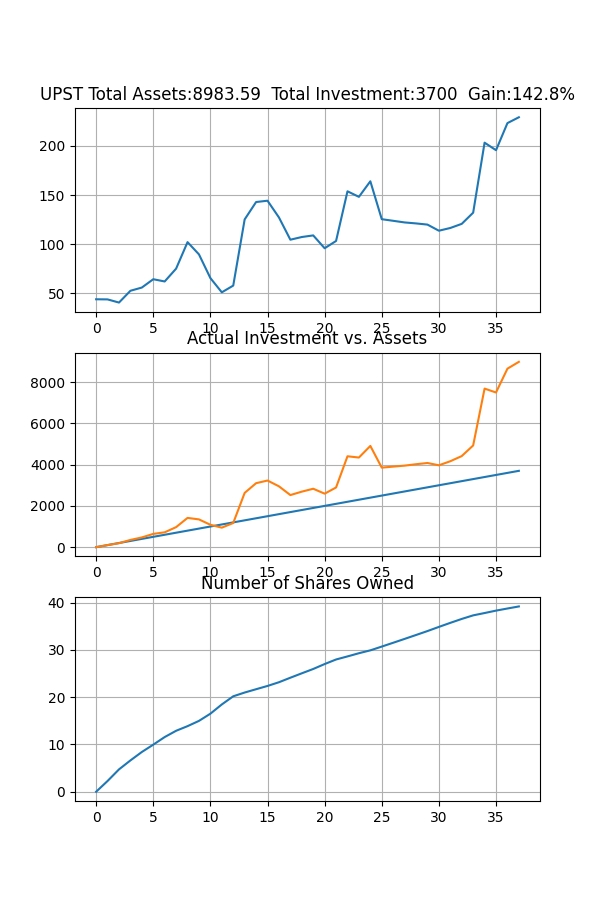 UPST Total Assets:8983.59  Total Investment:3700  Gain:142.8%
200
150
100
50
0 5 10 15 20 25 30 35
Actual Investment vs. Assets
8000
6000
4000
2000
0
0 5 10 15 20 25 30 35
Number of Shares Owned
40
30
20
10
0
0 5 10 15 20 25 30 35